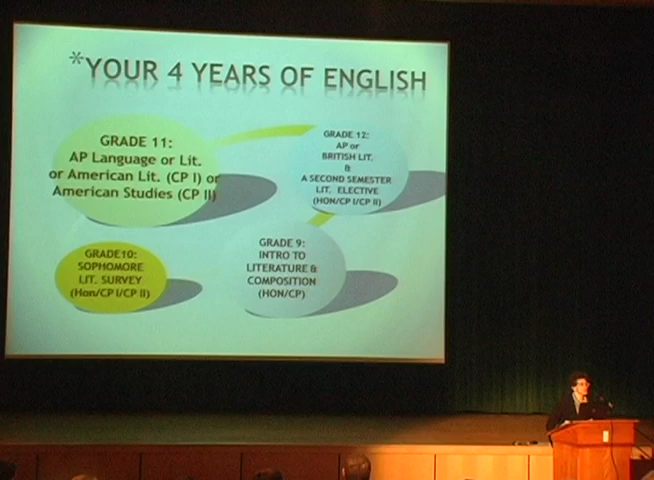 *YOUR 4 YEARS OF ENGLISH
GRADE 11:
AP Language or Lit.
or American Lit. (CP I) or
American Studies (CP II)
GRADE 12:
AP or
BRITISH LIT.
&
A SECOND SEMESTER
LIT. ELECTIVE
(HON/CP I/CP II)
GRADE10:
SOPHOMORE
LIT. SURVEY
(Hon/CP I/CP II)
GRADE 9:
INTRO TO
LITERATURE &
COMPOSITION
(HON/CP)